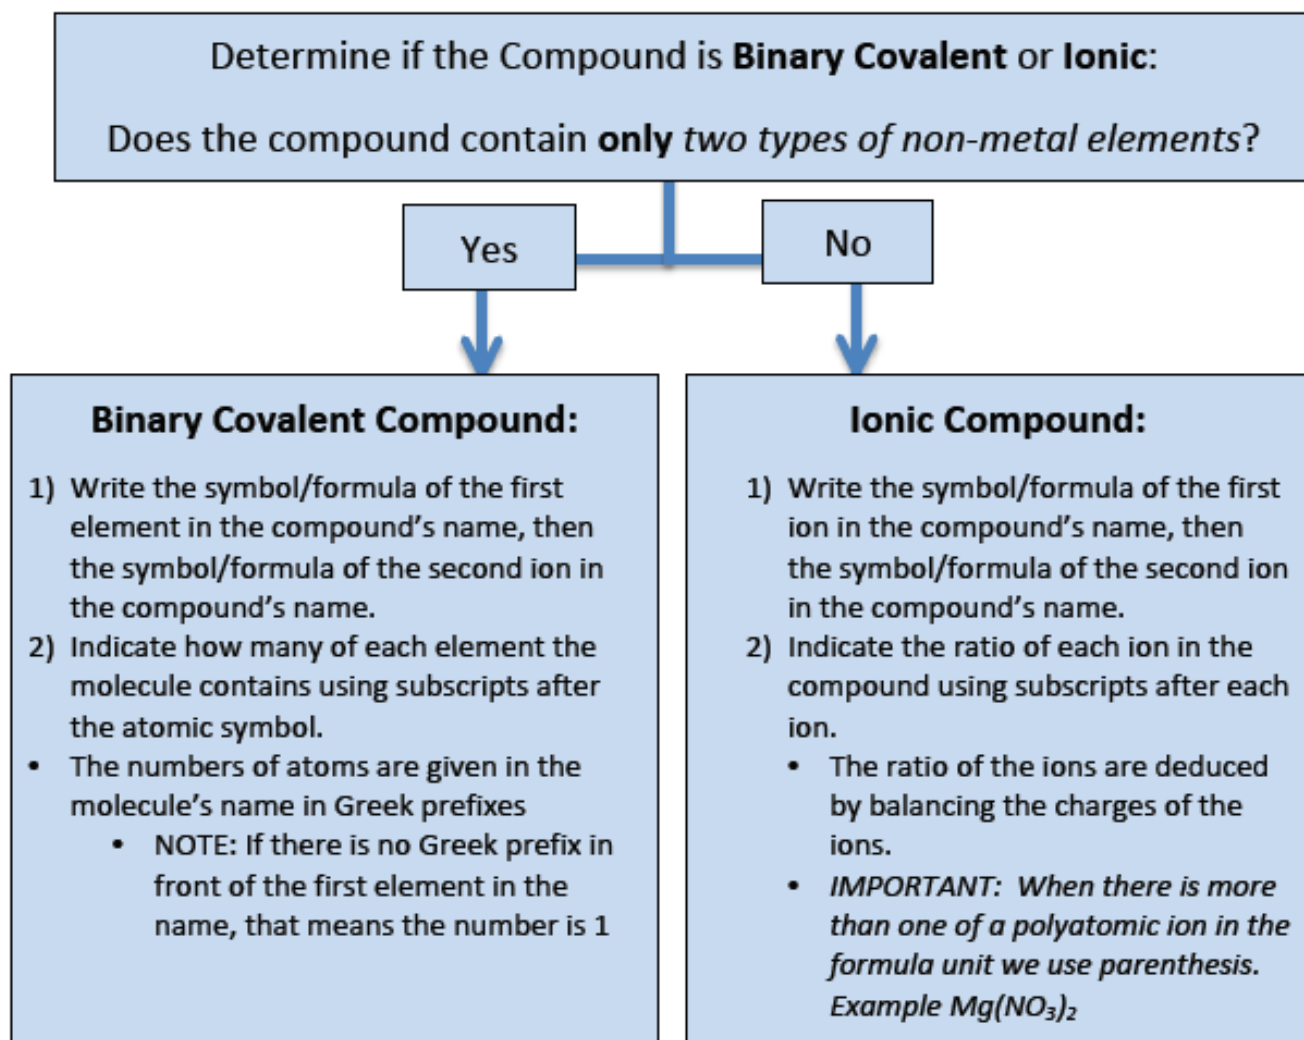 Determine if the Compound is Binary Covalent or Ionic:
Does the compound contain only two types of non-metal elements?
Yes
No
Binary Covalent Compound:
1) Write the symbol/formula of the first
element in the compound's name, then
the symbol/formula of the second ion in
the compound's name.
2) Indicate how many of each element the
molecule contains using subscripts after
the atomic symbol.
• The numbers of atoms are given in the
molecule's name in Greek prefixes
• NOTE: If there is no Greek prefix in
front of the first element in the
name, that means the number is 1
Ionic Compound:
1) Write the symbol/formula of the first
ion in the compound's name, then
the symbol/formula of the second ion
in the compound's name.
2) Indicate the ratio of each ion in the
compound using subscripts after each
ion.
• The ratio of the ions are deduced
by balancing the charges of the
ions.
• IMPORTANT: When there is more
than one of a polyatomic ion in the
formula unit we use parenthesis.
Example Mg(NO₃)₂